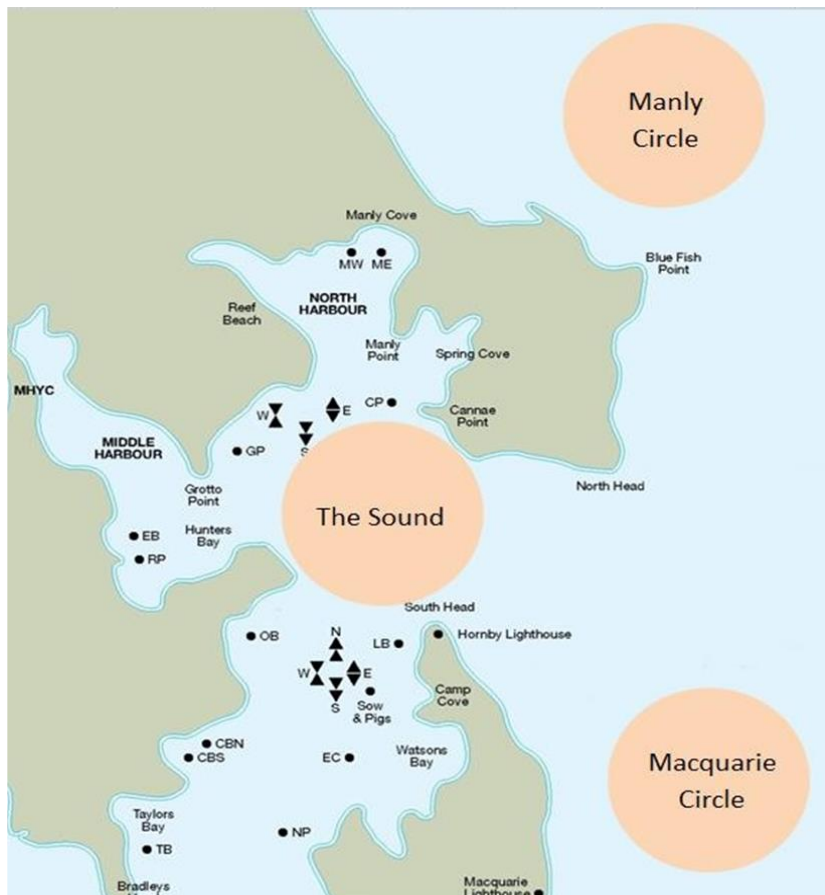 Manly
Circle
Manly Cove
MW
ME
Blue Fish
Point
NORTH
HARBOUR
Reef
Beach
Manly
Point
Spring Cove
MHYC
CP
W
E
Cannae
Point
S
MIDDLE
HARBOUR
GP
Grotto
Point
North Head
The Sound
EB
Hunters
Bay
RP
South Head
N
OB
LB
Hornby Lighthouse
W
E
Camp
Cove
S
Sow
& Pigs
CBN
CBS
EC
Watsons
Bay
Macquarie
Circle
Taylors
Bay
NP
TB
Bradleys
Macquarie
Lighthouse